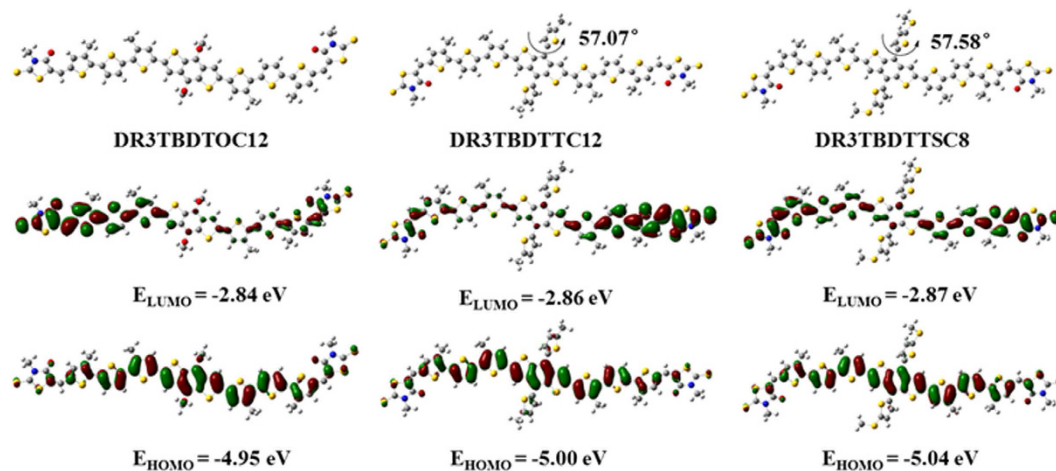 57.07°
57.58°
DR3TBDTOC12
DR3TBDTTC12
DR3TBDTTSC8
E_LUMO = -2.84 eV
E_LUMO = -2.86 eV
E_LUMO = -2.87 eV
E_HOMO = -4.95 eV
E_HOMO = -5.00 eV
E_HOMO = -5.04 eV